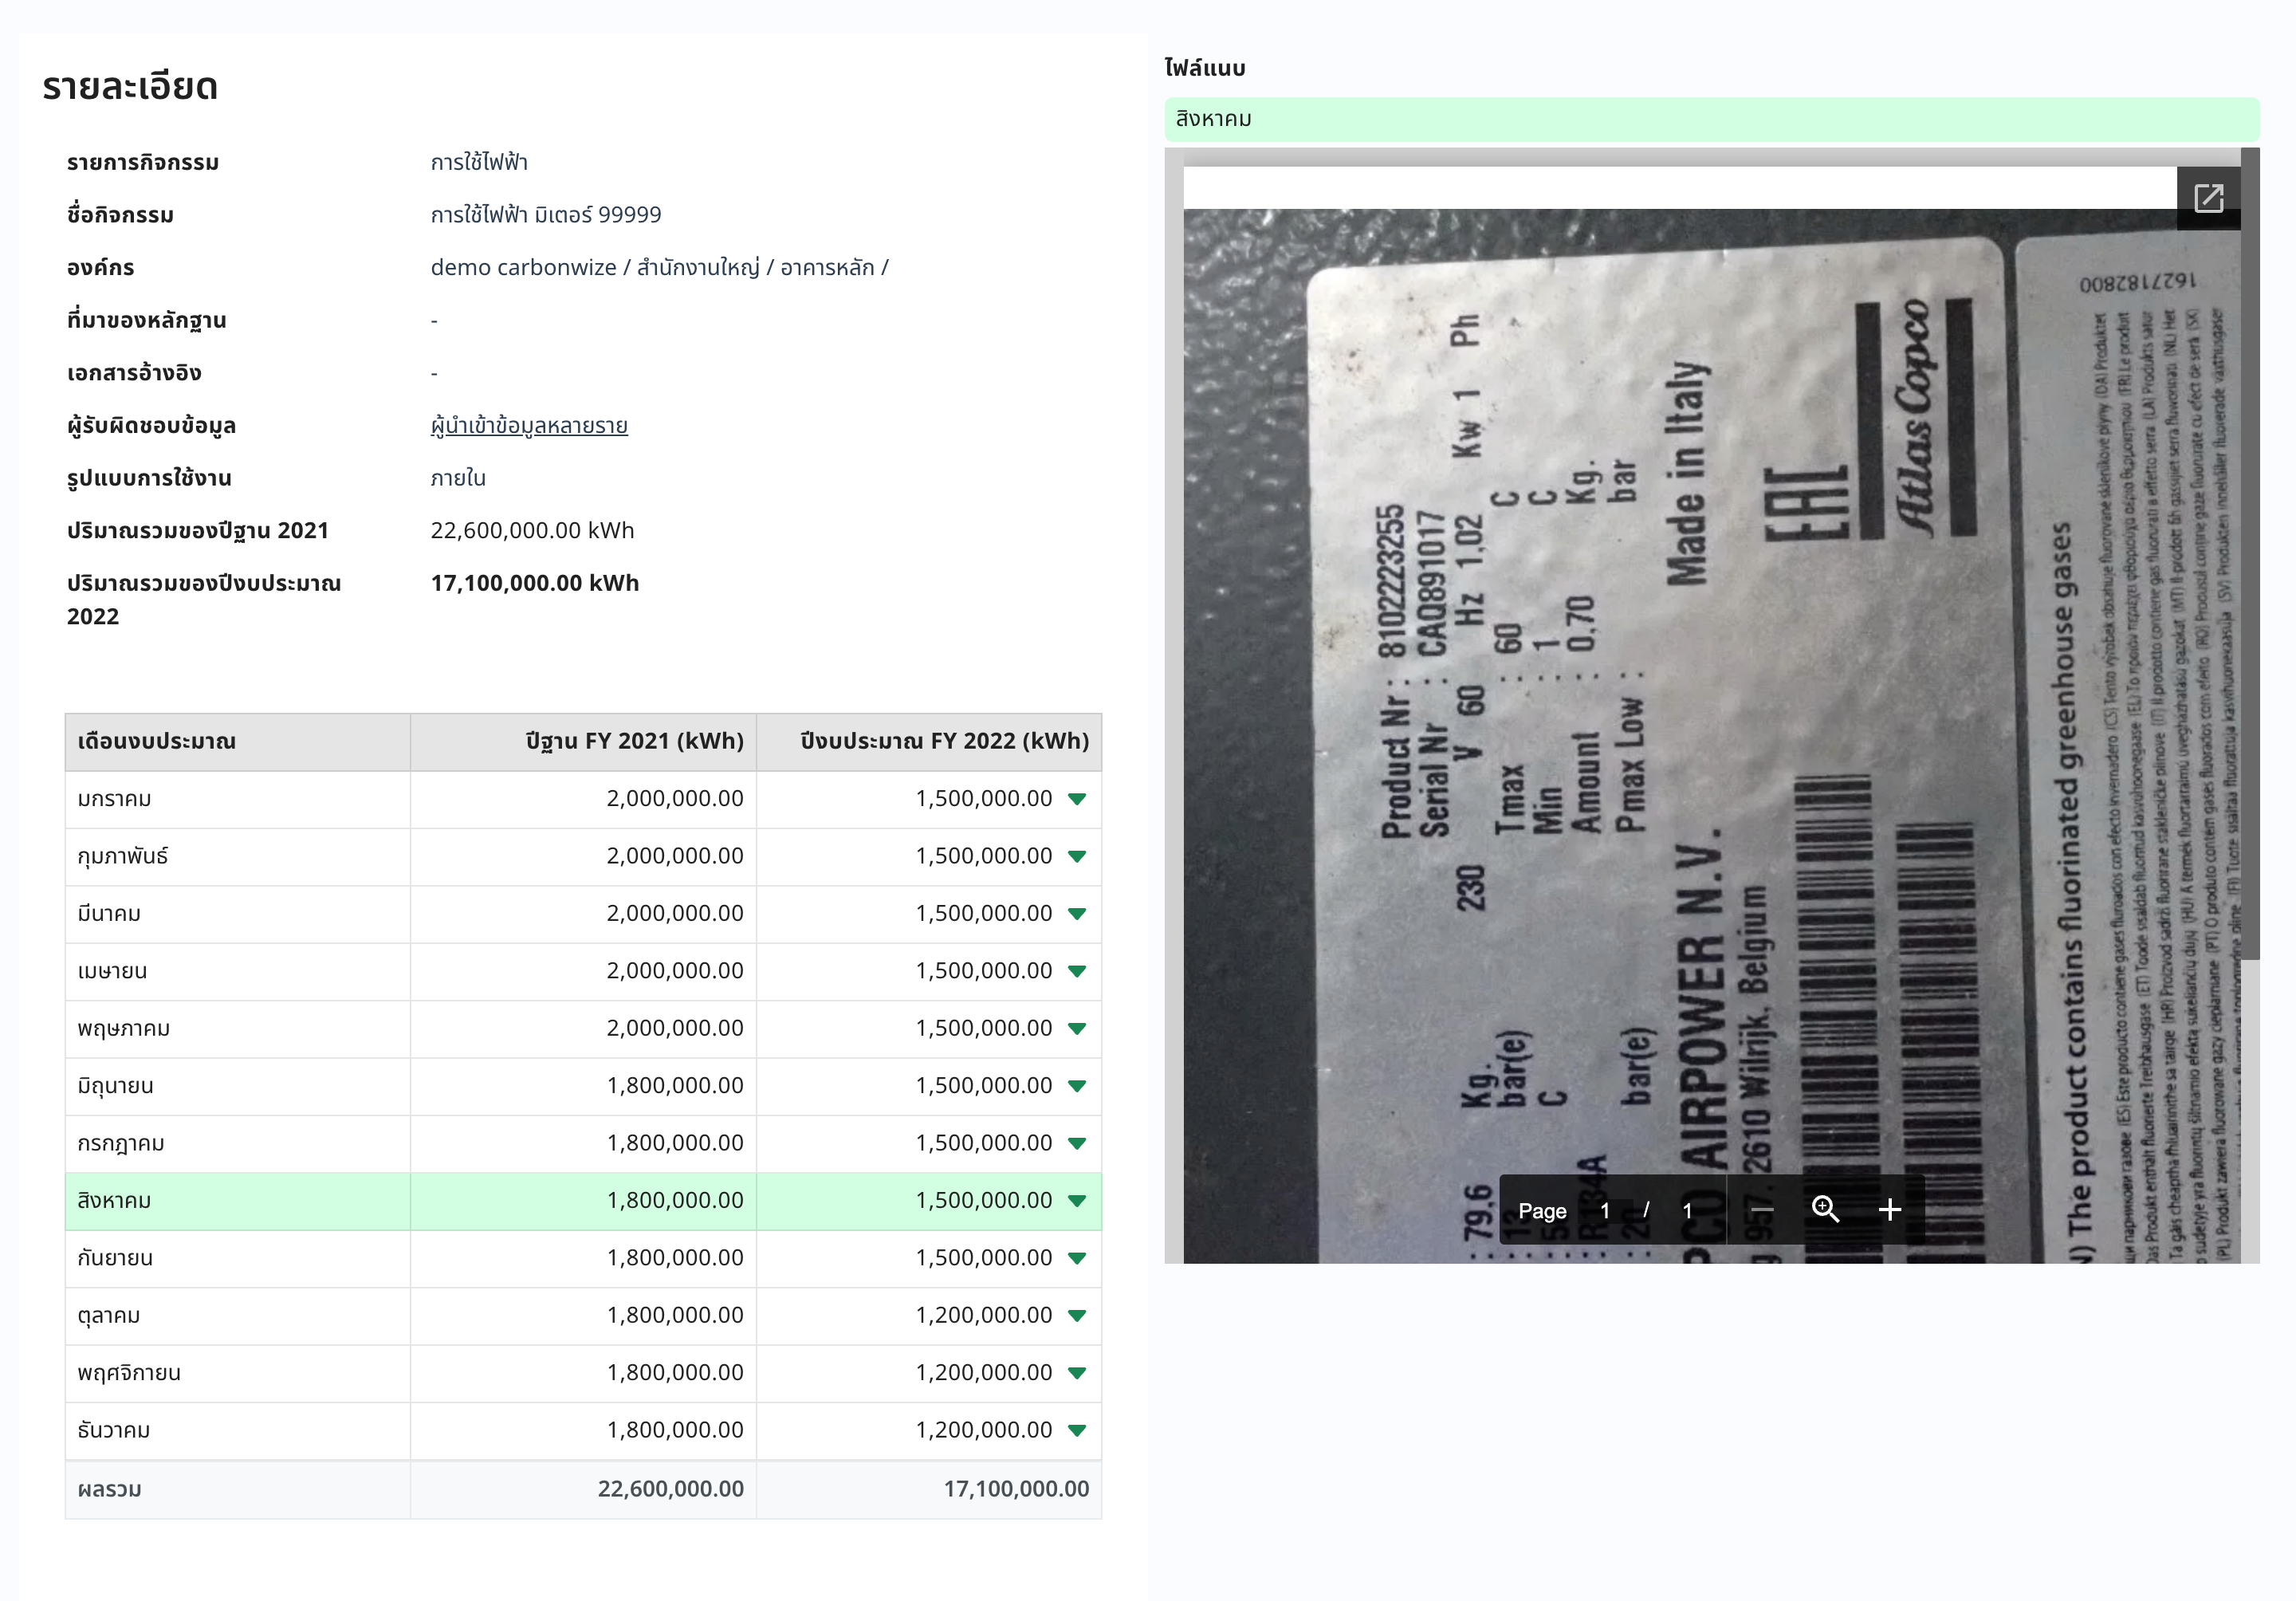 รายละเอียด
รายการกิจกรรม การใช้ไฟฟ้า
ชื่อกิจกรรม การใช้ไฟฟ้า มิเตอร์ 99999
องค์กร demo carbonwize / สำนักงานใหญ่ / อาคารหลัก /
ที่มาของหลักฐาน -
เอกสารอ้างอิง -
ผู้รับผิดชอบข้อมูล ผู้นำเข้าข้อมูลหลายราย
รูปแบบการใช้งาน ภายใน
ปริมาณรวมของปีฐาน 2021 22,600,000.00 kWh
ปริมาณรวมของปีงบประมาณ 17,100,000.00 kWh
2022
เดือนงบประมาณ ปีฐาน FY 2021 (kWh) ปีงบประมาณ FY 2022 (kWh)
มกราคม 2,000,000.00 1,500,000.00
กุมภาพันธ์ 2,000,000.00 1,500,000.00
มีนาคม 2,000,000.00 1,500,000.00
เมษายน 2,000,000.00 1,500,000.00
พฤษภาคม 2,000,000.00 1,500,000.00
มิถุนายน 1,800,000.00 1,500,000.00
กรกฎาคม 1,800,000.00 1,500,000.00
สิงหาคม 1,800,000.00 1,500,000.00
กันยายน 1,800,000.00 1,500,000.00
ตุลาคม 1,800,000.00 1,200,000.00
พฤศจิกายน 1,800,000.00 1,200,000.00
ธันวาคม 1,800,000.00 1,200,000.00
ผลรวม 22,600,000.00 17,100,000.00
ไฟล์แนบ
สิงหาคม
Product Nr : 8102223255
Serial Nr : CAQ891017
230 V 60 Hz 1,02 Kw 1 Ph
: 79,6 Kg. Tmax : 60 C
bar(e) Min : 1 C
C Amount : 0,70 Kg.
R134A
bar(e) Pmax Low : bar
AIRPOWER N.V. Made in Italy
2610 Wilrijk, Belgium
EAC
Atlas Copco
1627182800
The product contains fluorinated greenhouse gases
Page 1 / 1